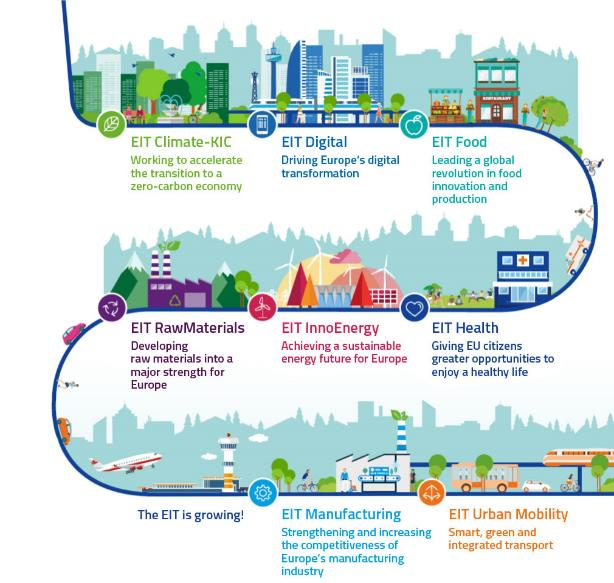 RESTAURANT
EIT Climate-KIC
Working to accelerate
the transition to a
zero-carbon economy
EIT Digital
Driving Europe's digital
transformation
EIT Food
Leading a global
revolution in food
innovation and
production
EIT RawMaterials
Developing
raw materials into a
major strength for
Europe
EIT InnoEnergy
Achieving a sustainable
energy future for Europe
EIT Health
Giving EU citizens
greater opportunities to
enjoy a healthy life
The EIT is growing!
EIT Manufacturing
Strengthening and increasing
the competitiveness of
Europe's manufacturing
industry
EIT Urban Mobility
Smart, green and
integrated transport